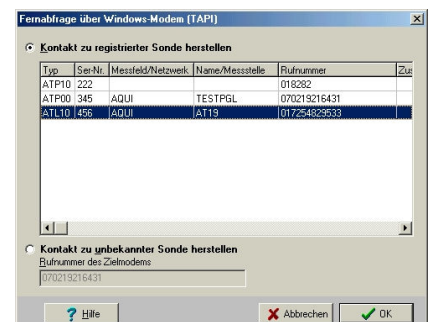 Fernabfrage über Windows-Modem (TAPI)
Kontakt zu registrierter Sonde herstellen
Typ Ser-Nr. Messfeld/Netzwerk Name/Messstelle Rufnummer Zus
ATP10 222 018282
ATP00 345 AQUI TESTPGL 070219216431
ATL10 456 AQUI AT19 017254829533
Kontakt zu unbekannter Sonde herstellen
Rufnummer des Zielmodems
070219216431
? Hilfe Abbrechen OK